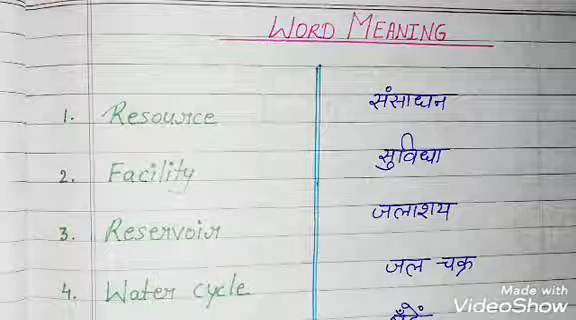 WORD MEANING
1. Resource संसाधन
2. Facility सुविधा
3. Reservoir जलाशय
4. Water cycle जल चक्र
Made with
VideoShow